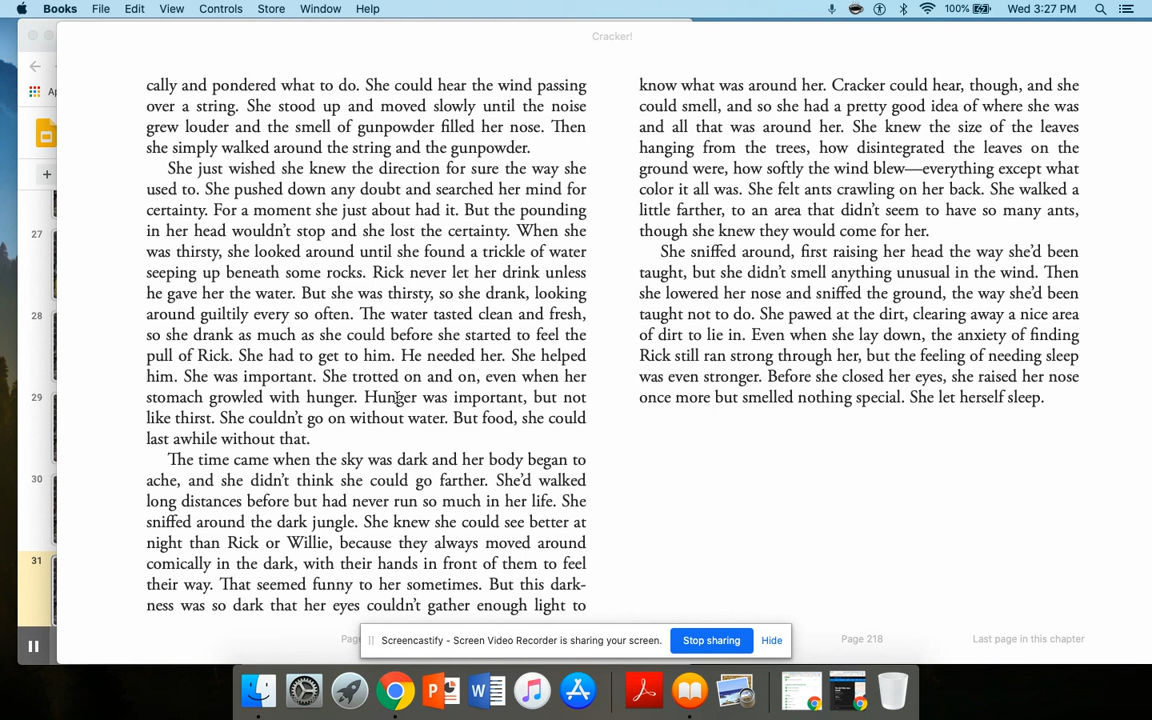 Books File Edit View Controls Store Window Help 100% Wed 3:27 PM
Cracker!
cally and pondered what to do. She could hear the wind passing
over a string. She stood up and moved slowly until the noise
grew louder and the smell of gunpowder filled her nose. Then
she simply walked around the string and the gunpowder.
She just wished she knew the direction for sure the way she
used to. She pushed down any doubt and searched her mind for
certainty. For a moment she just about had it. But the pounding
in her head wouldn't stop and she lost the certainty. When she
was thirsty, she looked around until she found a trickle of water
seeping up beneath some rocks. Rick never let her drink unless
he gave her the water. But she was thirsty, so she drank, looking
around guiltily every so often. The water tasted clean and fresh,
so she drank as much as she could before she started to feel the
pull of Rick. She had to get to him. He needed her. She helped
him. She was important. She trotted on and on, even when her
stomach growled with hunger. Hunger was important, but not
like thirst. She couldn't go on without water. But food, she could
last awhile without that.
The time came when the sky was dark and her body began to
ache, and she didn't think she could go farther. She'd walked
long distances before but had never run so much in her life. She
sniffed around the dark jungle. She knew she could see better at
night than Rick or Willie, because they always moved around
comically in the dark, with their hands in front of them to feel
their way. That seemed funny to her sometimes. But this dark-
ness was so dark that her eyes couldn't gather enough light to
know what was around her. Cracker could hear, though, and she
could smell, and so she had a pretty good idea of where she was
and all that was around her. She knew the size of the leaves
hanging from the trees, how disintegrated the leaves on the
ground were, how softly the wind blew—everything except what
color it all was. She felt ants crawling on her back. She walked a
little farther, to an area that didn't seem to have so many ants,
though she knew they would come for her.
She sniffed around, first raising her head the way she'd been
taught, but she didn't smell anything unusual in the wind. Then
she lowered her nose and sniffed the ground, the way she'd been
taught not to do. She pawed at the dirt, clearing away a nice area
of dirt to lie in. Even when she lay down, the anxiety of finding
Rick still ran strong through her, but the feeling of needing sleep
was even stronger. Before she closed her eyes, she raised her nose
once more but smelled nothing special. She let herself sleep.
Page 218 Last page in this chapter
Screencastify - Screen Video Recorder is sharing your screen. Stop sharing Hide
27
28
29
30
31